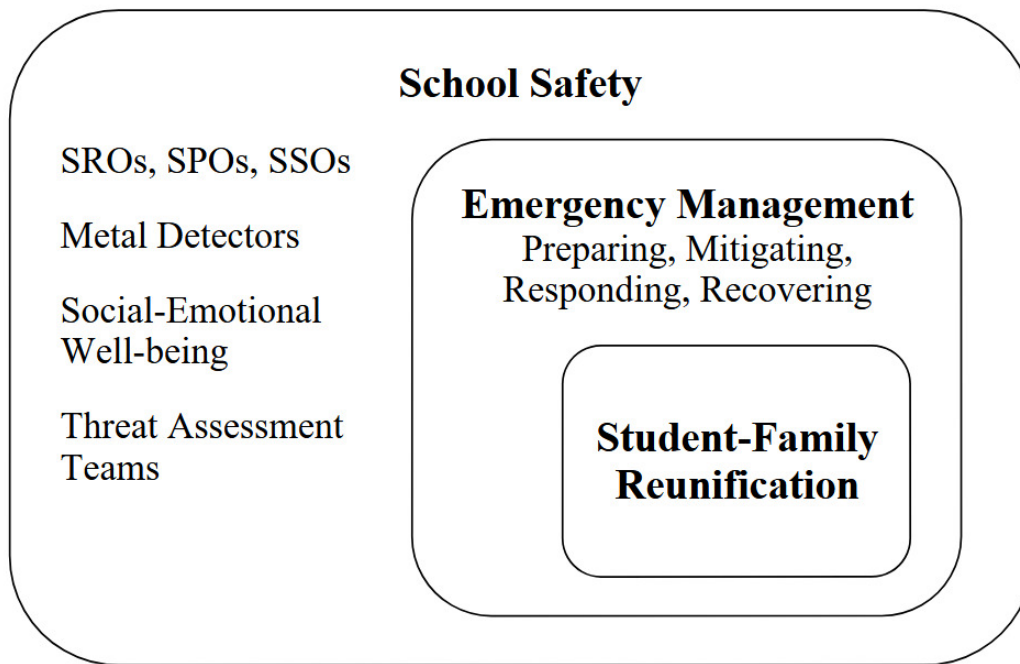 School Safety
SROs, SPOs, SSOs
Metal Detectors
Social-Emotional
Well-being
Threat Assessment
Teams
Emergency Management
Preparing, Mitigating,
Responding, Recovering
Student-Family
Reunification